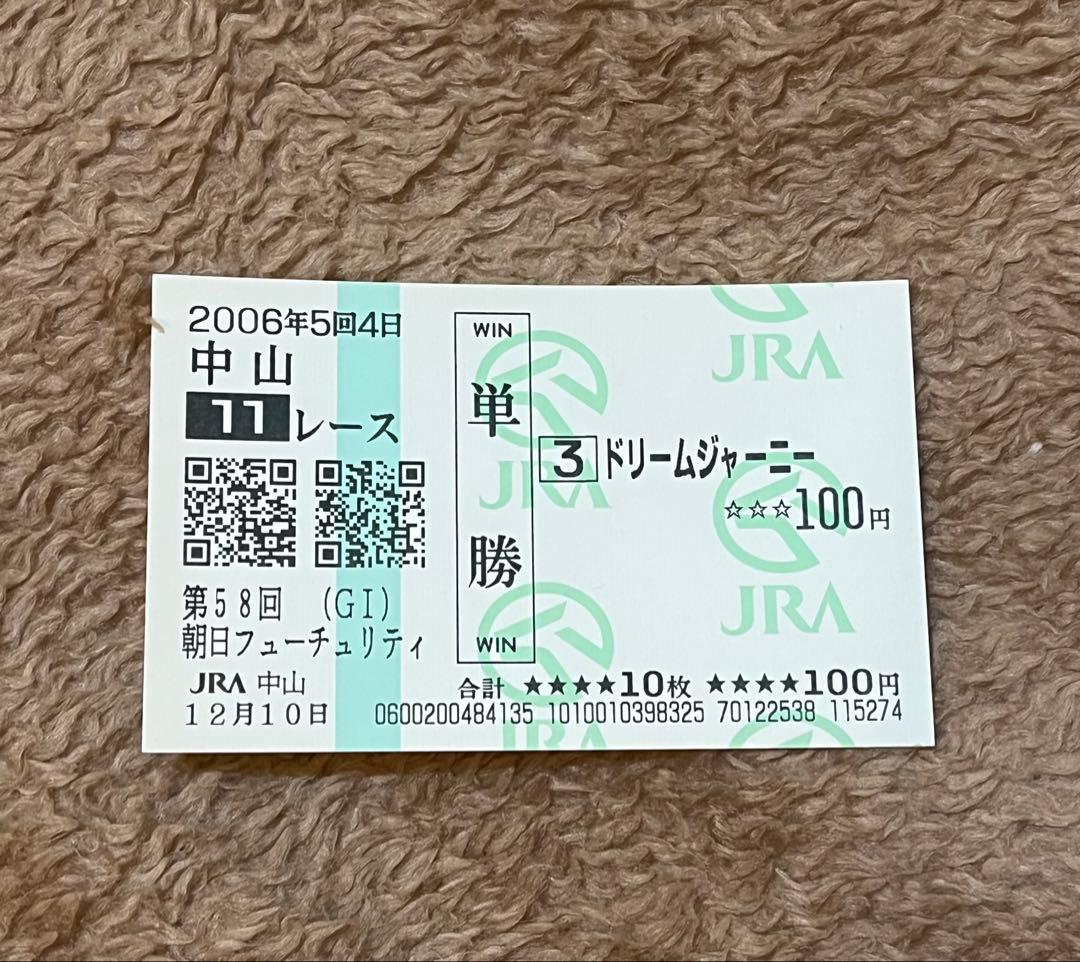 2006年5回4日
中山
11レース
第58回 (GI)
朝日フューチュリティ
JRA 中山
12月10日
WIN
単勝
WIN
3 ドリームジャーニー
☆☆☆100円
合計 ★★★★10枚 ★★★★100円
0600200484135 1010010398325 70122538 115274
JRA
JRA
JRA
JRA